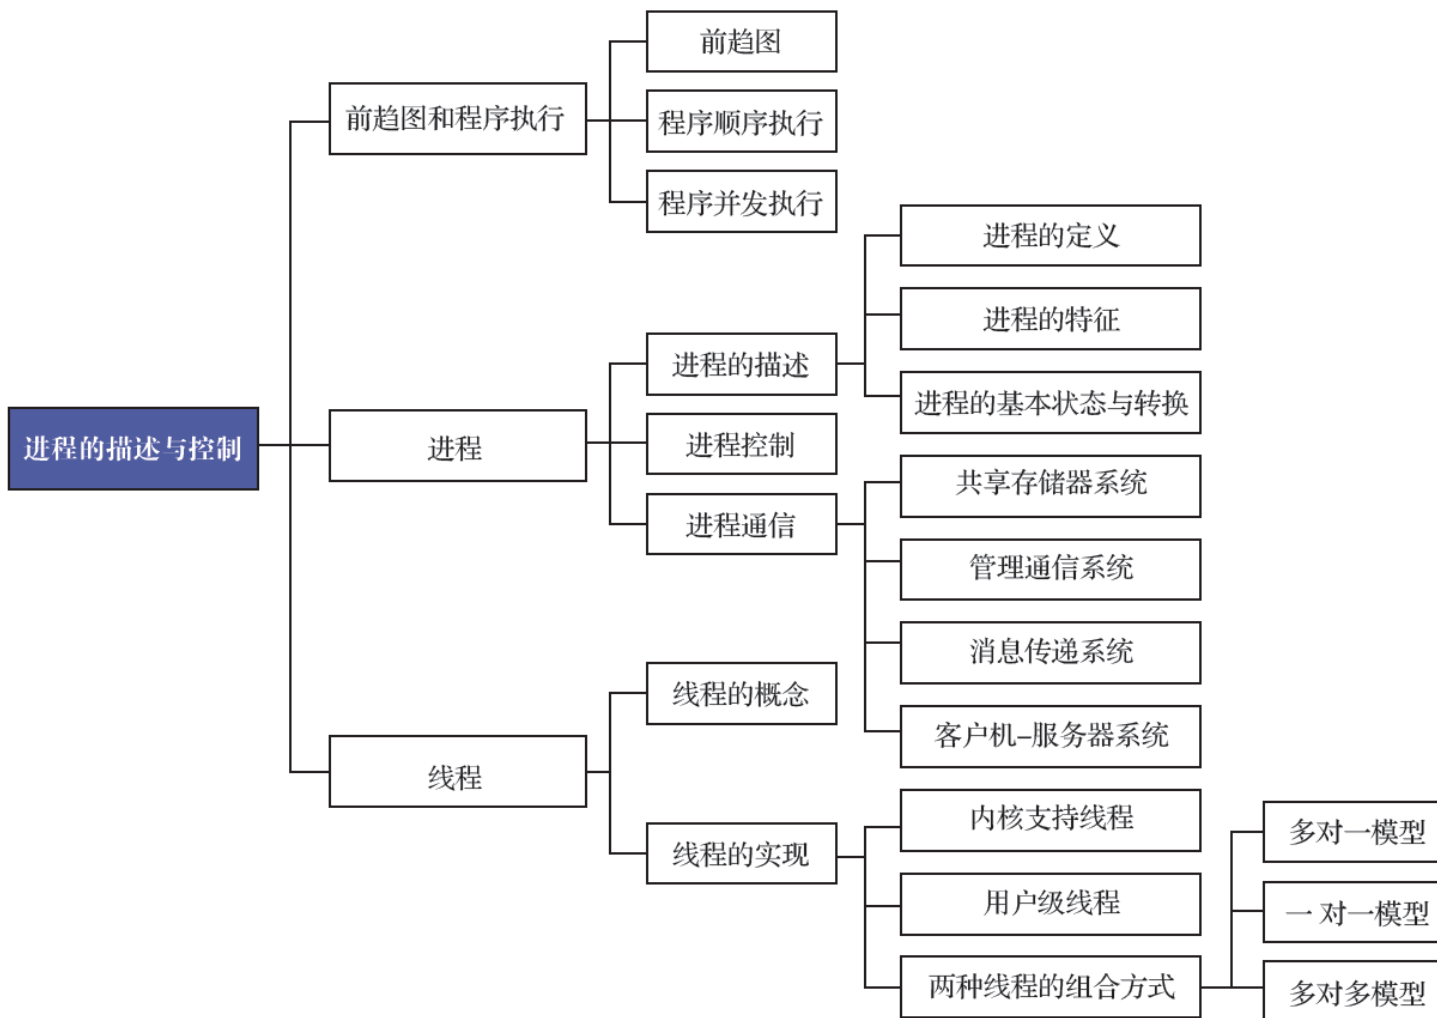 进程的描述与控制
前趋图和程序执行
前趋图
程序顺序执行
程序并发执行
进程
进程的描述
进程的定义
进程的特征
进程的基本状态与转换
进程控制
进程通信
共享存储器系统
管理通信系统
消息传递系统
客户机–服务器系统
线程
线程的概念
线程的实现
内核支持线程
用户级线程
两种线程的组合方式
多对一模型
一对一模型
多对多模型